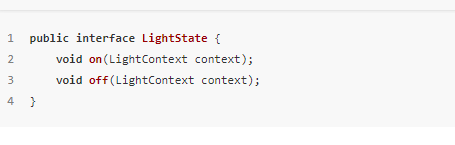 1 public interface LightState {
2     void on(LightContext context);
3     void off(LightContext context);
4 }